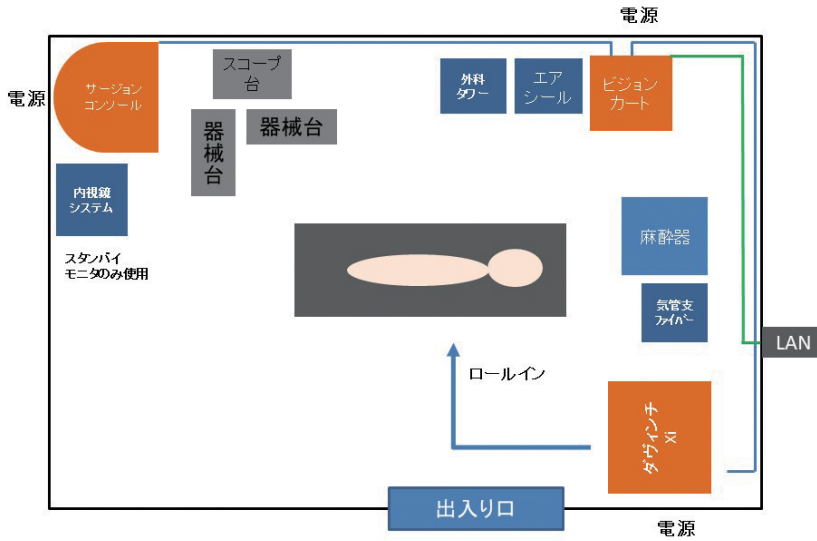 電源
電源
サージョン
コンソール
スコープ
台
器械台
器械台
外科
タワー
エア
シール
ビジョン
カート
内視鏡
システム
スタンバイ
モニタのみ使用
麻酔器
気管支
ファイバー
LAN
ロールイン
ダヴィンチ
Xi
出入り口
電源